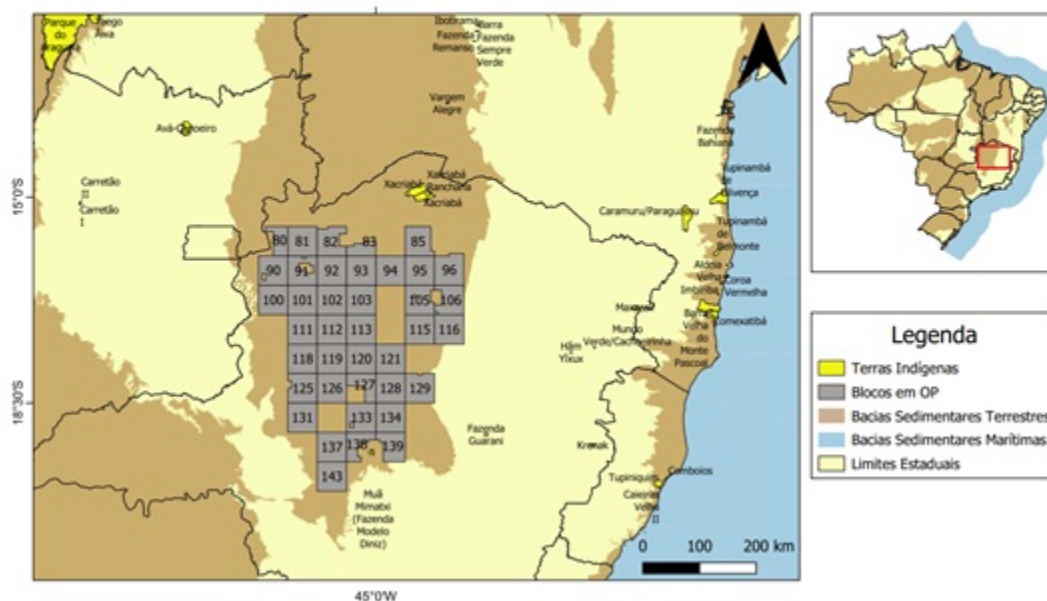 Parque
do
Araguaia
Awa
Ibotirama
Barra
Fazenda
Remanso
Fazenda
Sempre
Verde
Vargem
Alegre
Avá-Canoeiro
Carretão
II
Carretão
I
Fazenda
Bahiana
Xacriabá
Xakriabá
Rancharia
Xacriabá
Tupinambá
de
Olivença
Caramuru/Paraguassu
Tupinambá
de
Belmonte
Aldeia
Velha
Coroa
Vermelha
Imbiriba
Barra
Velha
do
Monte
Pascoal
Comexatibá
Mundo
Verde/Cachoeirinha
Hãm
Yîxux
Fazenda
Guarani
Krenak
Tupiniquim
Comboios
Caieiras
Velha
II
Muã
Mimatxi
(Fazenda
Modelo
Diniz)
80 81 82 83 85
90 91 92 93 94 95 96
100 101 102 103 105 106
111 112 113 115 116
118 119 120 121
125 126 127 128 129
131 133 134
137 138 139
143
15°0'S
18°30'S
45°0'W
0 100 200 km
Legenda
Terras Indígenas
Blocos em OP
Bacias Sedimentares Terrestres
Bacias Sedimentares Marítimas
Limites Estaduais